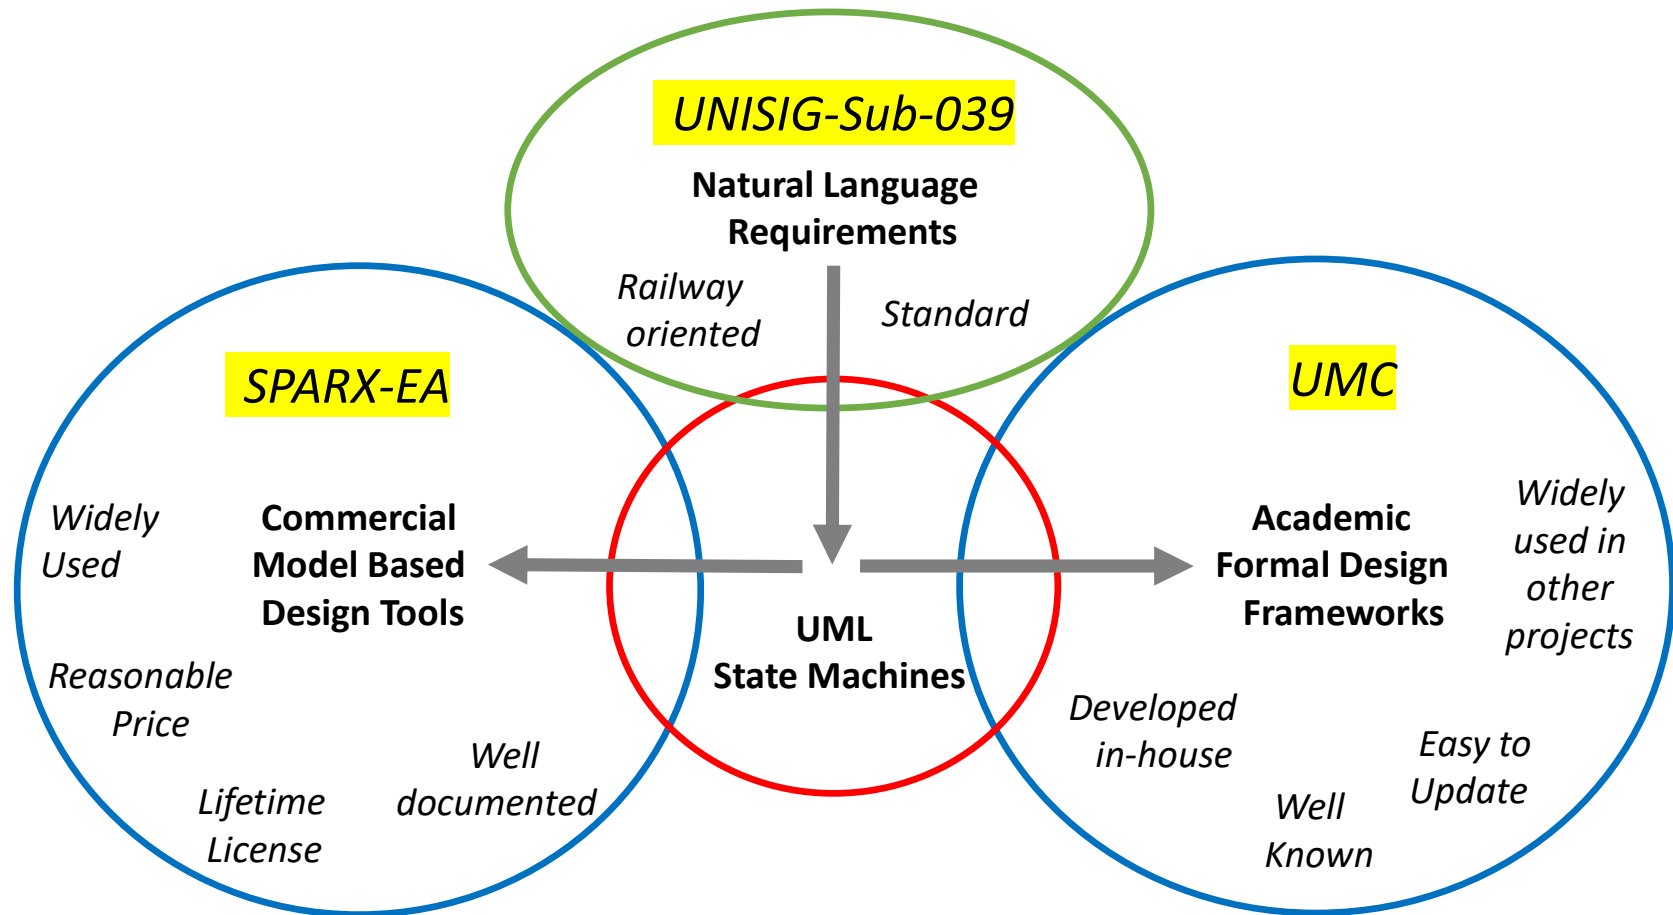 UNISIG-Sub-039
Natural Language
Requirements
Railway
oriented
Standard
SPARX-EA
Widely
Used
Commercial
Model Based
Design Tools
Reasonable
Price
Lifetime
License
Well
documented
UML
State Machines
UMC
Academic
Formal Design
Frameworks
Widely
used in
other
projects
Developed
in-house
Well
Known
Easy to
Update